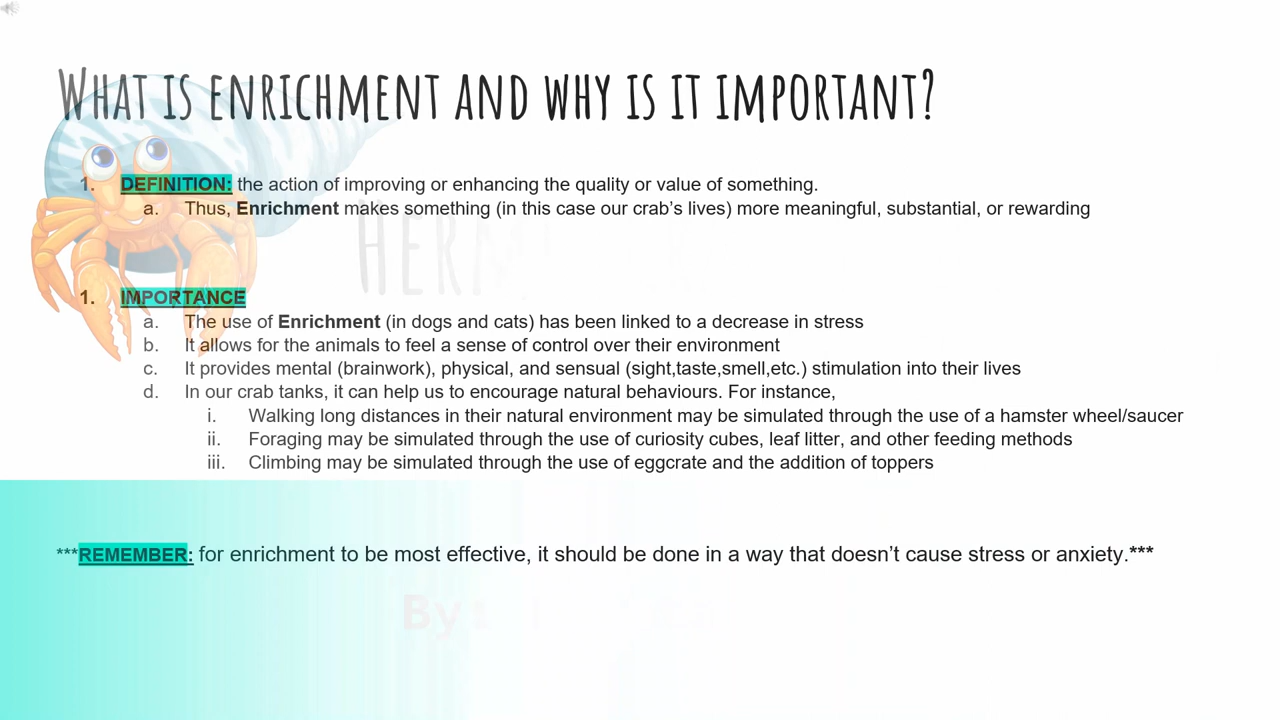 What is enrichment and why is it important?
1. DEFINITION: the action of improving or enhancing the quality or value of something.
a. Thus, Enrichment makes something (in this case our crab's lives) more meaningful, substantial, or rewarding
1. IMPORTANCE
a. The use of Enrichment (in dogs and cats) has been linked to a decrease in stress
b. It allows for the animals to feel a sense of control over their environment
c. It provides mental (brainwork), physical, and sensual (sight,taste,smell,etc.) stimulation into their lives
d. In our crab tanks, it can help us to encourage natural behaviours. For instance,
i. Walking long distances in their natural environment may be simulated through the use of a hamster wheel/saucer
ii. Foraging may be simulated through the use of curiosity cubes, leaf litter, and other feeding methods
iii. Climbing may be simulated through the use of eggcrate and the addition of toppers
***REMEMBER: for enrichment to be most effective, it should be done in a way that doesn't cause stress or anxiety.***
By